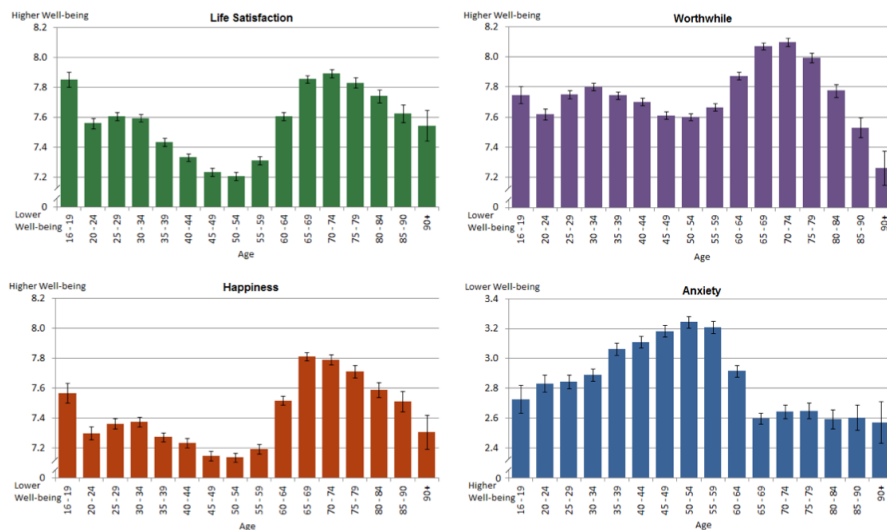 Higher Well-being
Life Satisfaction
8.2
8.0
7.8
7.6
7.4
7.2
0
Lower
Well-being
16 - 19
20 - 24
25 - 29
30 - 34
35 - 39
40 - 44
45 - 49
50 - 54
55 - 59
60 - 64
65 - 69
70 - 74
75 - 79
80 - 84
85 - 90
90+
Age
Higher Well-being
Worthwhile
8.2
8.0
7.8
7.6
7.4
7.2
0
Lower
Well-being
16 - 19
20 - 24
25 - 29
30 - 34
35 - 39
40 - 44
45 - 49
50 - 54
55 - 59
60 - 64
65 - 69
70 - 74
75 - 79
80 - 84
85 - 90
90+
Age
Higher Well-being
Happiness
8.2
8.0
7.8
7.6
7.4
7.2
0
Lower
Well-being
16 - 19
20 - 24
25 - 29
30 - 34
35 - 39
40 - 44
45 - 49
50 - 54
55 - 59
60 - 64
65 - 69
70 - 74
75 - 79
80 - 84
85 - 90
90+
Age
Lower Well-being
Anxiety
3.4
3.2
3.0
2.8
2.6
2.4
0
Higher
Well-being
16 - 19
20 - 24
25 - 29
30 - 34
35 - 39
40 - 44
45 - 49
50 - 54
55 - 59
60 - 64
65 - 69
70 - 74
75 - 79
80 - 84
85 - 90
90+
Age